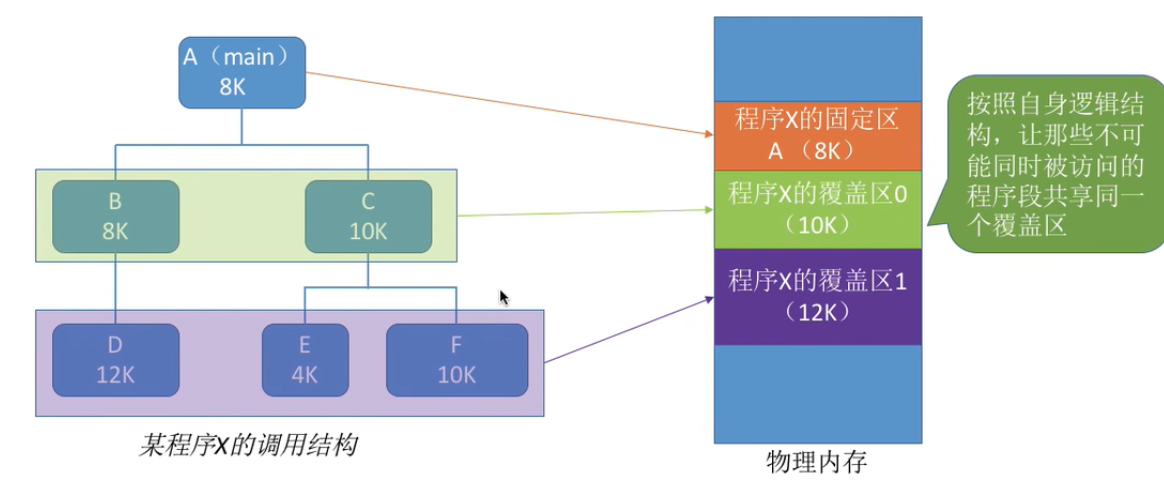 A（main）
8K
B
8K
C
10K
D
12K
E
4K
F
10K
某程序X的调用结构
程序X的固定区
A （8K）
程序X的覆盖区0
（10K）
程序X的覆盖区1
（12K）
物理内存
按照自身逻辑结
构，让那些不可
能同时被访问的
程序段共享同一
个覆盖区